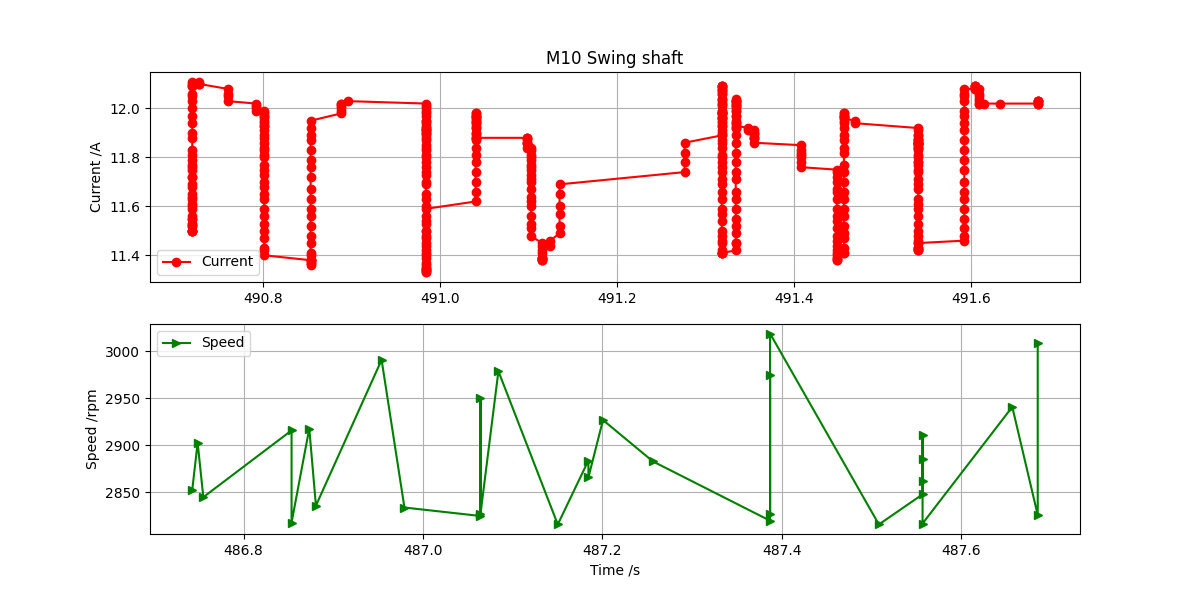 M10 Swing shaft
Current /A
12.0
11.8
11.6
11.4
Current
490.8 491.0 491.2 491.4 491.6
Speed /rpm
3000
2950
2900
2850
Speed
486.8 487.0 487.2 487.4 487.6
Time /s